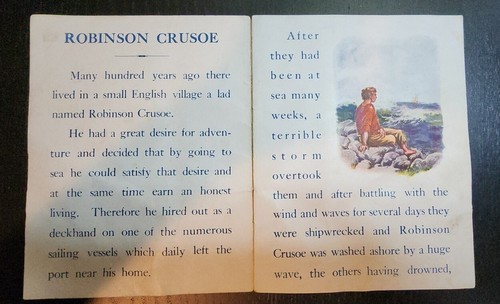 ROBINSON CRUSOE
Many hundred years ago there
lived in a small English village a lad
named Robinson Crusoe.
He had a great desire for adven-
ture and decided that by going to
sea he could satisfy that desire and
at the same time earn an honest
living. Therefore he hired out as a
deckhand on one of the numerous
sailing vessels which daily left the
port near his home.
After
they had
been at
sea many
weeks, a
terrible
storm
overtook
them and after battling with the
wind and waves for several days they
were shipwrecked and Robinson
Crusoe was washed ashore by a huge
wave, the others having drowned,